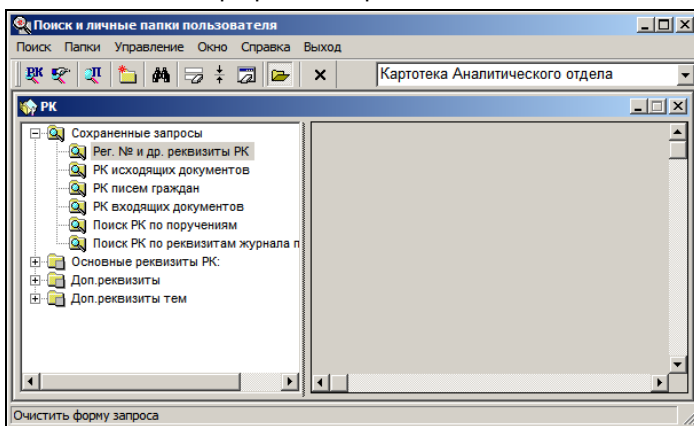 Поиск и личные папки пользователя
Поиск Папки Управление Окно Справка Выход
РК П Картотека Аналитического отдела
РК
Сохраненные запросы
Рег. № и др. реквизиты РК
РК исходящих документов
РК писем граждан
РК входящих документов
Поиск РК по поручениям
Поиск РК по реквизитам журнала п
Основные реквизиты РК:
Доп.реквизиты
Доп.реквизиты тем
Очистить форму запроса